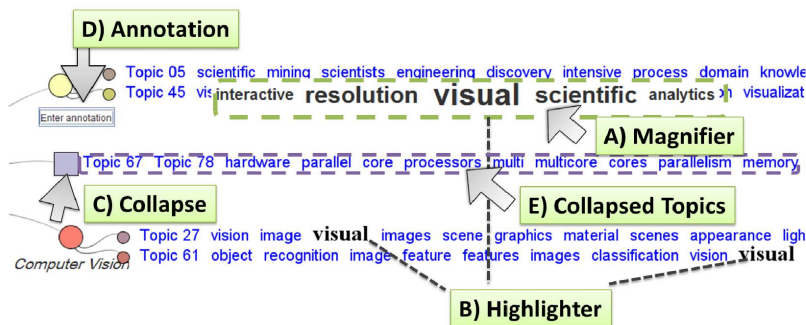 D) Annotation
Topic 05 scientific mining scientists engineering discovery intensive process domain knowle
Topic 45 vis interactive resolution visual scientific analytics on visualizat
Enter annotation
A) Magnifier
Topic 67 Topic 78 hardware parallel core processors multi multicore cores parallelism memory
C) Collapse
E) Collapsed Topics
Topic 27 vision image visual images scene graphics material scenes appearance ligh
Computer Vision
Topic 61 object recognition image feature features images classification vision visual
B) Highlighter